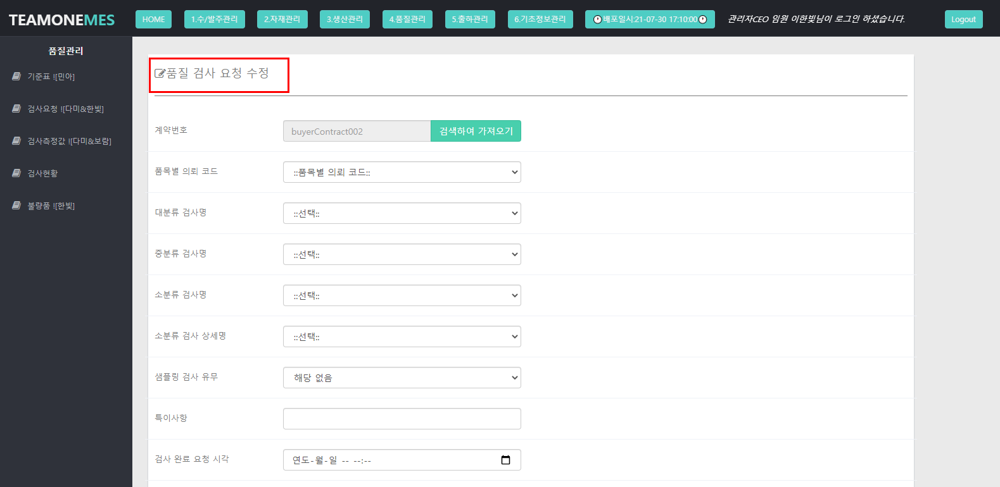 TEAMONEMES
HOME
1.수/발주관리
2.자재관리
3.생산관리
4.품질관리
5.출하관리
6.기초정보관리
배포일시:21-07-30 17:10:00
관리자CEO 임원 이한빛님이 로그인 하셨습니다.
Logout
품질관리
기준표 ![민아]
검사요청 ![다미&한빛]
검사측정값 ![다미&보람]
검사현황
불량품 ![한빛]
품질 검사 요청 수정
계약번호
buyerContract002
검색하여 가져오기
품목별 의뢰 코드
::품목별 의뢰 코드::
대분류 검사명
::선택::
중분류 검사명
::선택::
소분류 검사명
::선택::
소분류 검사 상세명
::선택::
샘플링 검사 유무
해당 없음
특이사항
검사 완료 요청 시각
연도-월-일 -- --:--